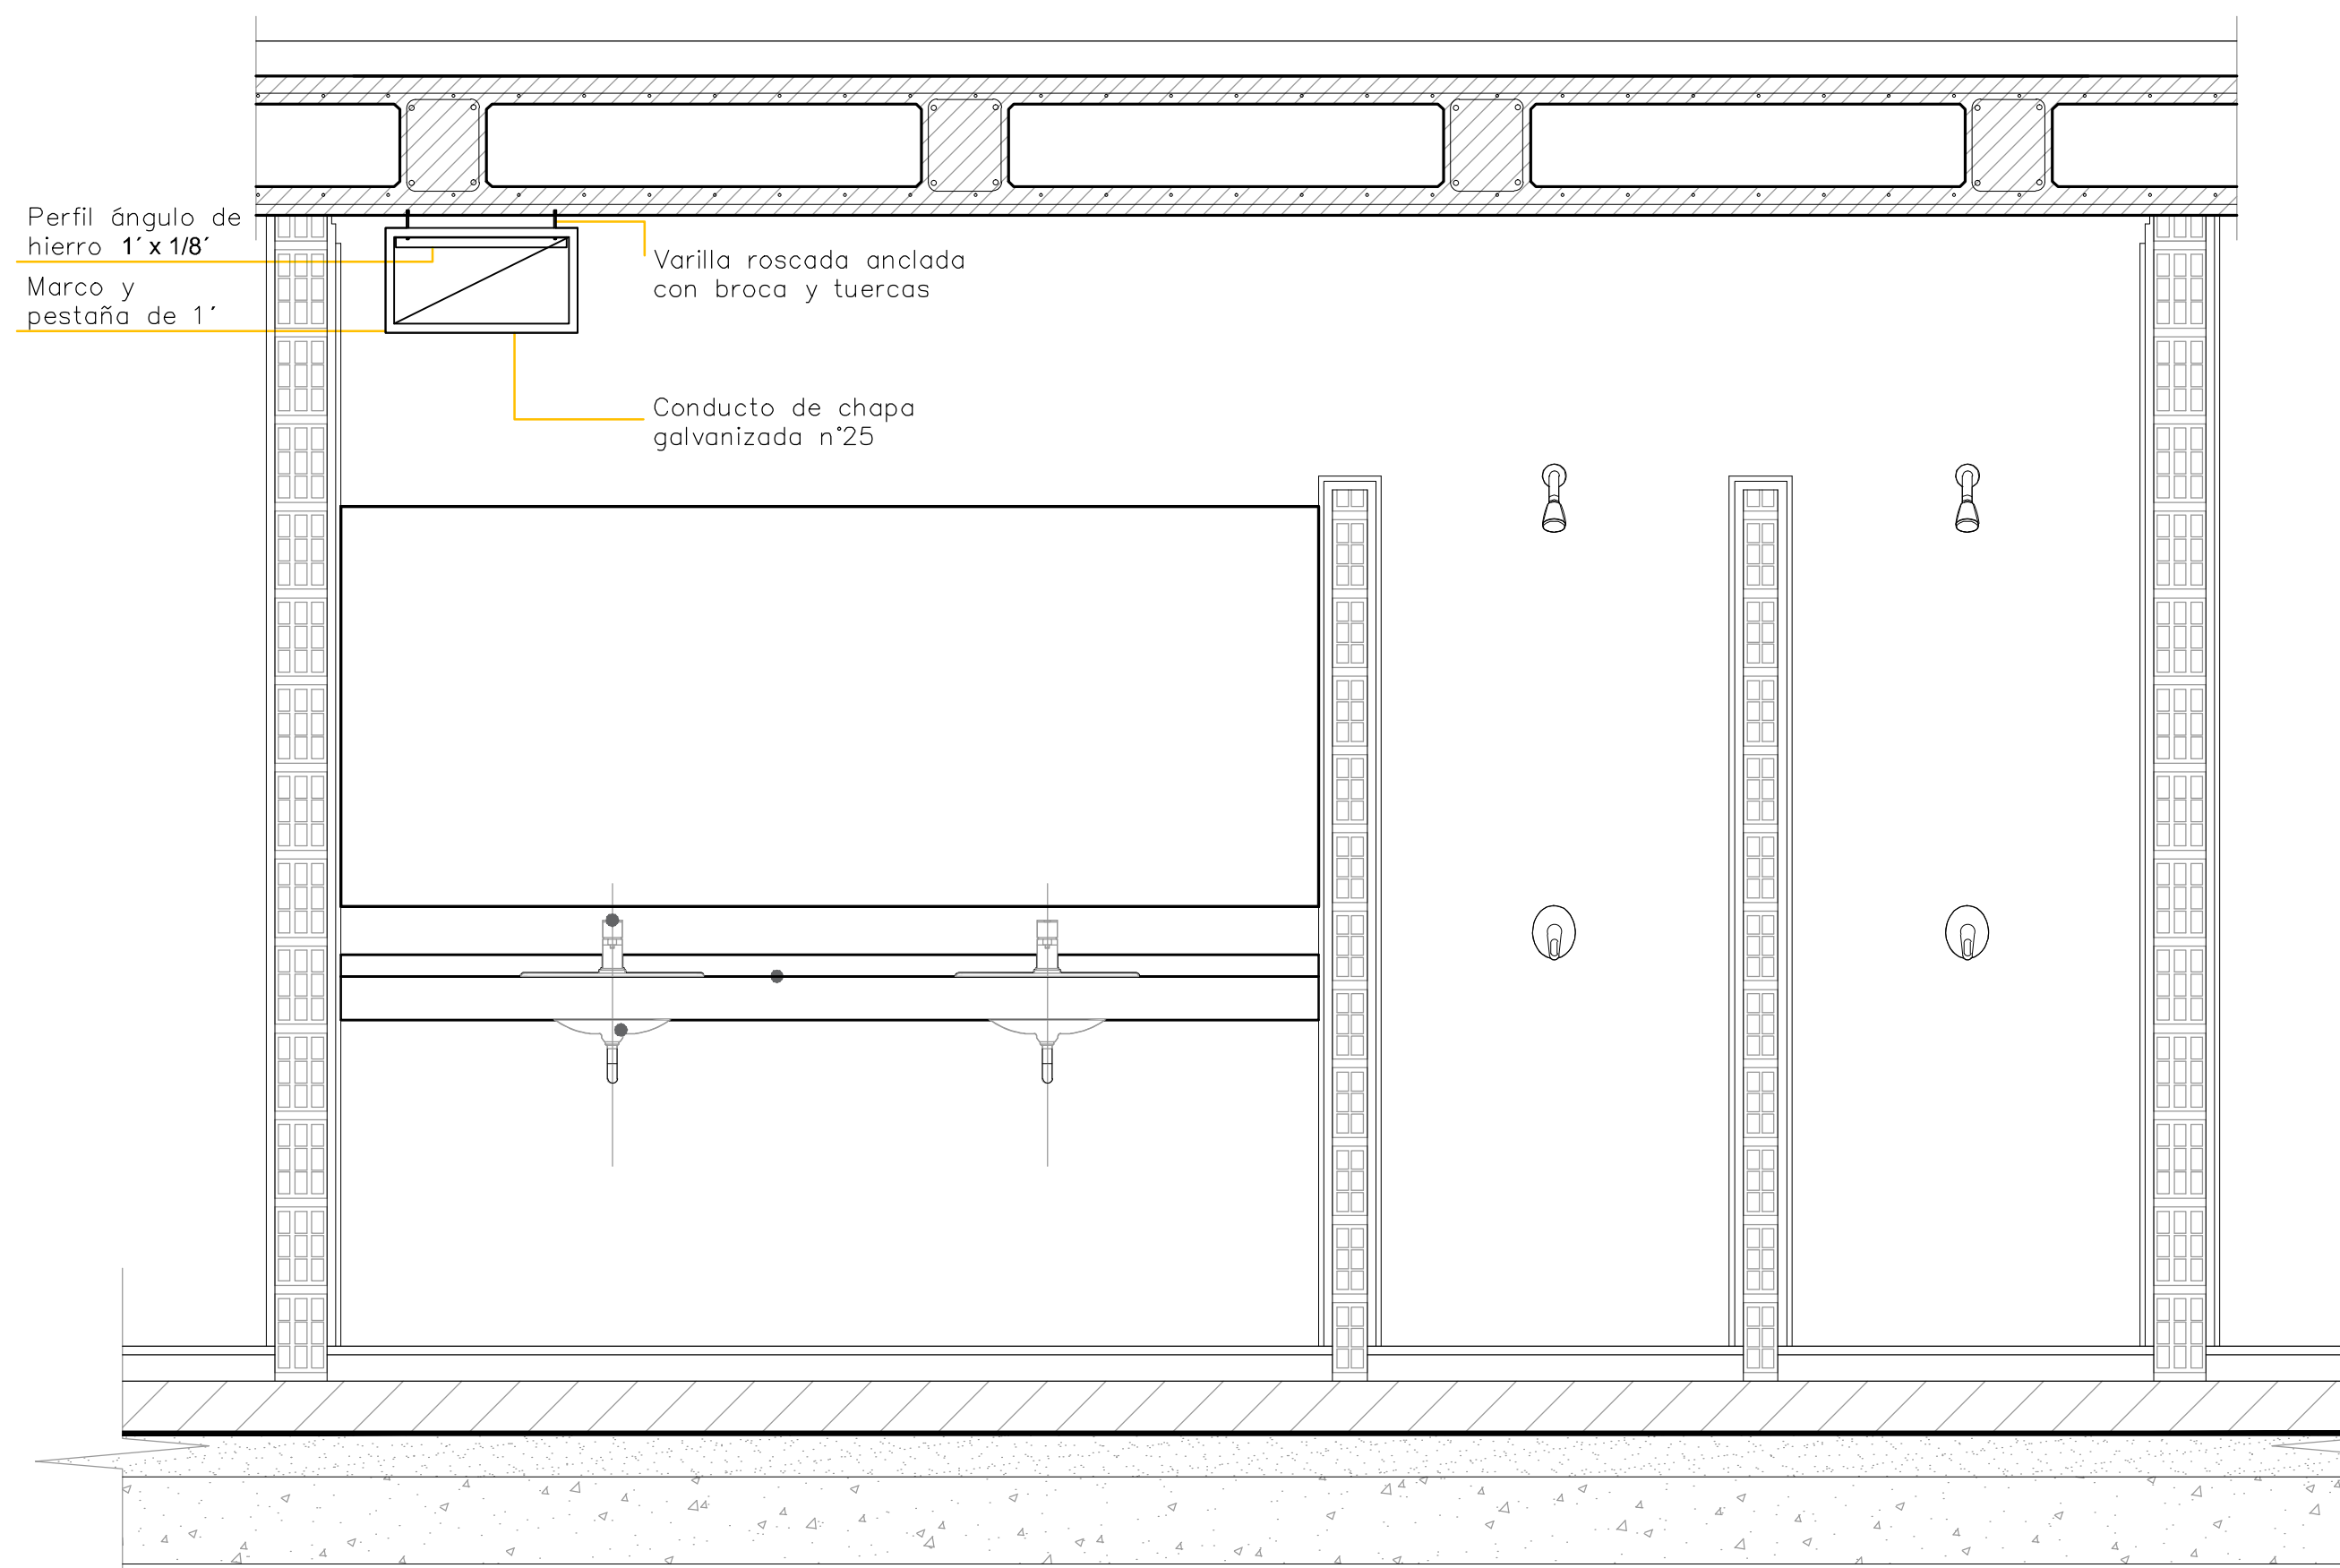 Perfil ángulo de
hierro 1´ x 1/8´
Marco y
pestaña de 1´
Varilla roscada anclada
con broca y tuercas
Conducto de chapa
galvanizada n°25